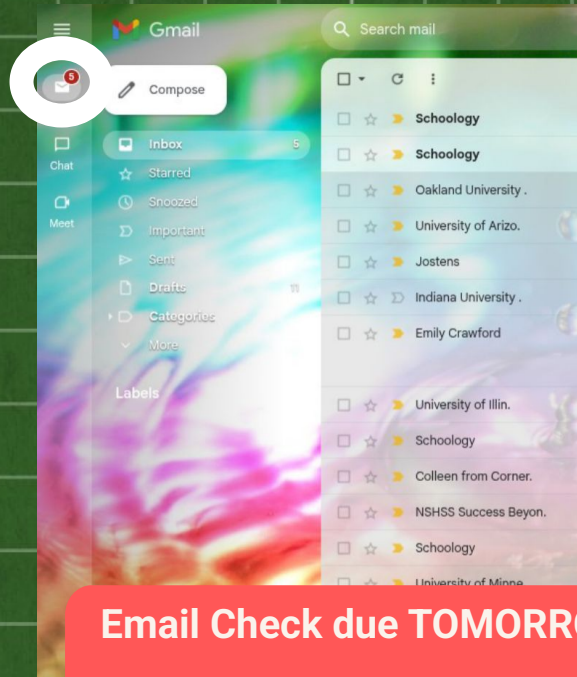 Gmail
Search mail
5
Compose
Schoology
Inbox 5
Schoology
Chat
Starred
Oakland University .
Snoozed
Meet
University of Arizo.
Important
Sent
Jostens
Drafts 11
Indiana University .
Categories
Emily Crawford
More
Labels
University of Illin.
Schoology
Colleen from Corner.
NSHSS Success Beyon.
Schoology
University of Minne
Email Check due TOMORRO